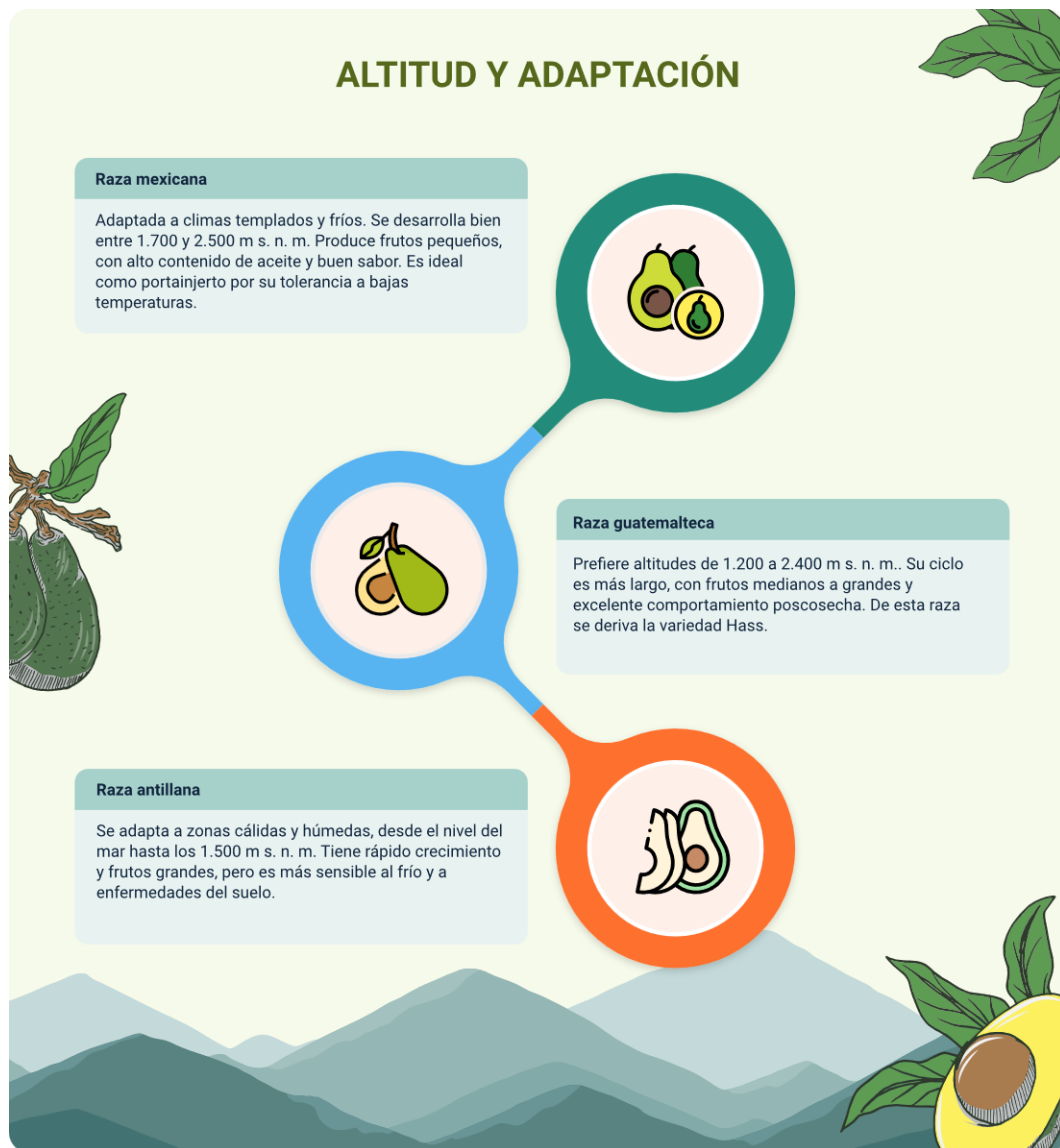 ALTITUD Y ADAPTACIÓN
Raza mexicana
Adaptada a climas templados y fríos. Se desarrolla bien
entre 1.700 y 2.500 m s. n. m. Produce frutos pequeños,
con alto contenido de aceite y buen sabor. Es ideal
como portainjerto por su tolerancia a bajas
temperaturas.
Raza guatemalteca
Prefiere altitudes de 1.200 a 2.400 m s. n. m.. Su ciclo
es más largo, con frutos medianos a grandes y
excelente comportamiento poscosecha. De esta raza
se deriva la variedad Hass.
Raza antillana
Se adapta a zonas cálidas y húmedas, desde el nivel del
mar hasta los 1.500 m s. n. m. Tiene rápido crecimiento
y frutos grandes, pero es más sensible al frío y a
enfermedades del suelo.